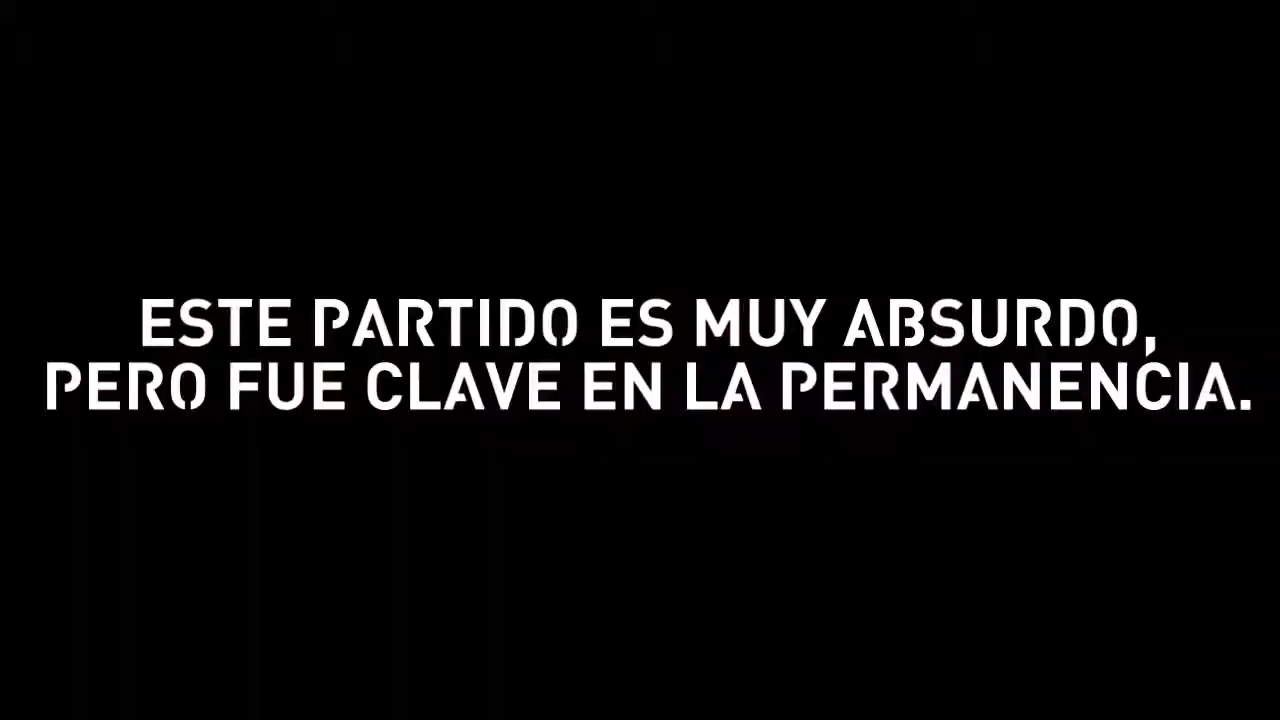 ESTE PARTIDO ES MUY ABSURDO,
PERO FUE CLAVE EN LA PERMANENCIA.